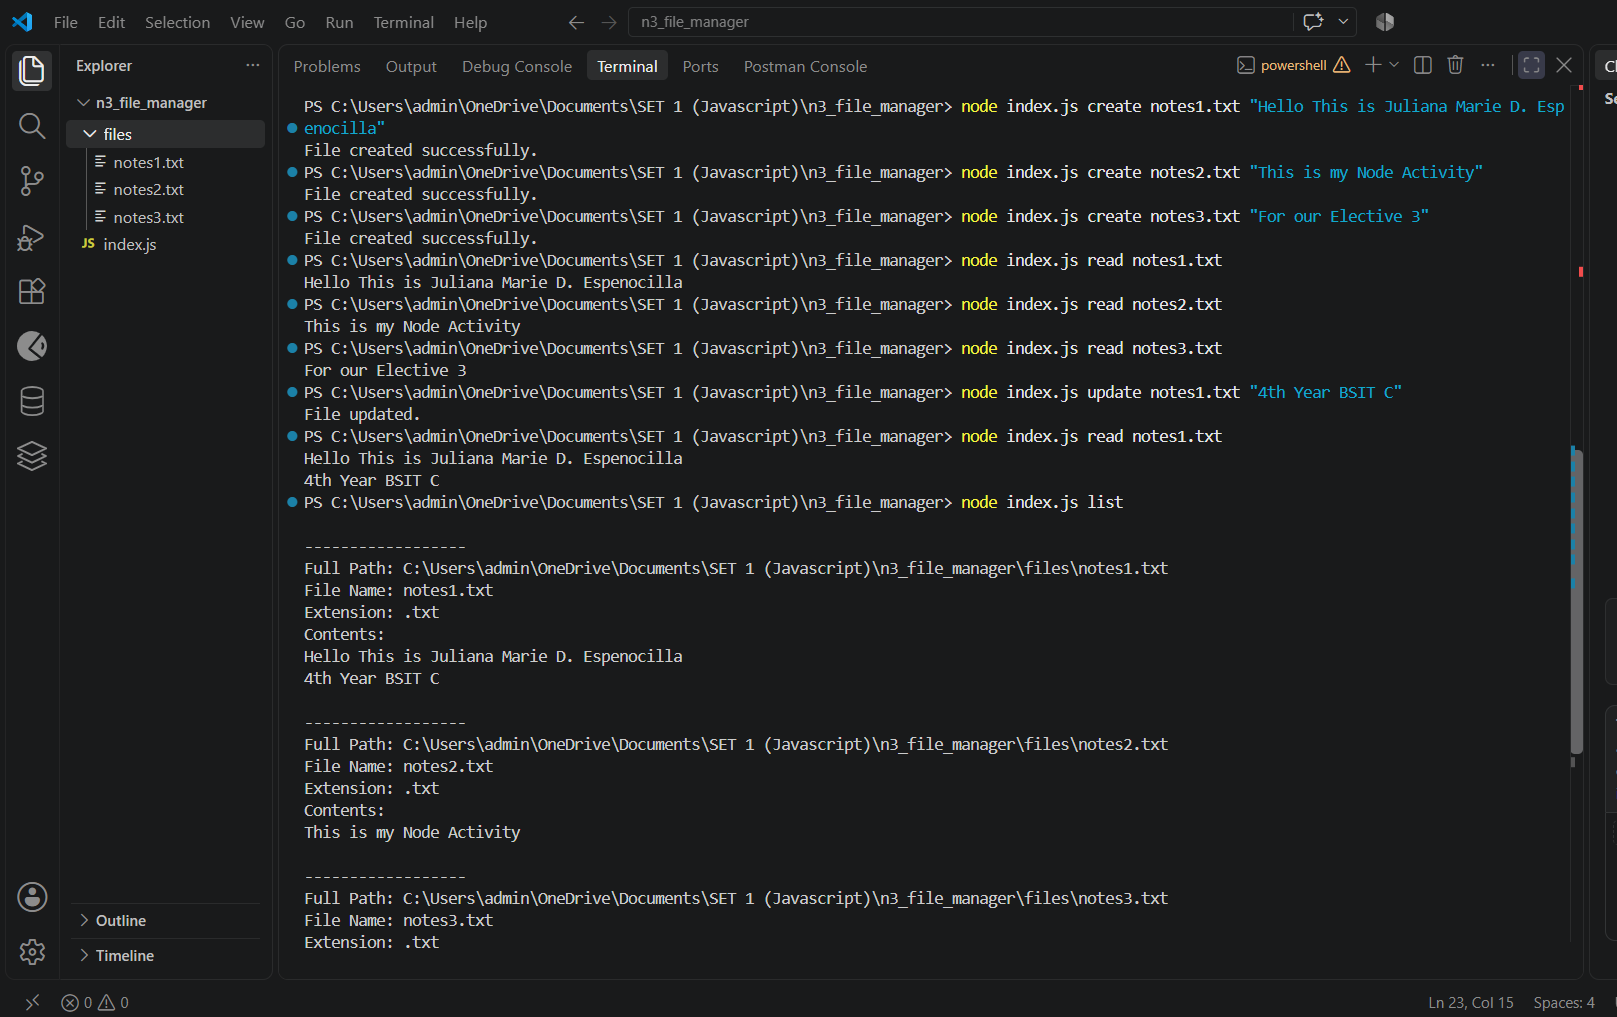 File Edit Selection View Go Run Terminal Help
n3_file_manager
Explorer
n3_file_manager
files
notes1.txt
notes2.txt
notes3.txt
JS index.js
Outline
Timeline
Problems Output Debug Console Terminal Ports Postman Console
powershell
PS C:\Users\admin\OneDrive\Documents\SET 1 (Javascript)\n3_file_manager> node index.js create notes1.txt "Hello This is Juliana Marie D. Esp
enocilla"
File created successfully.
PS C:\Users\admin\OneDrive\Documents\SET 1 (Javascript)\n3_file_manager> node index.js create notes2.txt "This is my Node Activity"
File created successfully.
PS C:\Users\admin\OneDrive\Documents\SET 1 (Javascript)\n3_file_manager> node index.js create notes3.txt "For our Elective 3"
File created successfully.
PS C:\Users\admin\OneDrive\Documents\SET 1 (Javascript)\n3_file_manager> node index.js read notes1.txt
Hello This is Juliana Marie D. Espenocilla
PS C:\Users\admin\OneDrive\Documents\SET 1 (Javascript)\n3_file_manager> node index.js read notes2.txt
This is my Node Activity
PS C:\Users\admin\OneDrive\Documents\SET 1 (Javascript)\n3_file_manager> node index.js read notes3.txt
For our Elective 3
PS C:\Users\admin\OneDrive\Documents\SET 1 (Javascript)\n3_file_manager> node index.js update notes1.txt "4th Year BSIT C"
File updated.
PS C:\Users\admin\OneDrive\Documents\SET 1 (Javascript)\n3_file_manager> node index.js read notes1.txt
Hello This is Juliana Marie D. Espenocilla
4th Year BSIT C
PS C:\Users\admin\OneDrive\Documents\SET 1 (Javascript)\n3_file_manager> node index.js list
------------------
Full Path: C:\Users\admin\OneDrive\Documents\SET 1 (Javascript)\n3_file_manager\files\notes1.txt
File Name: notes1.txt
Extension: .txt
Contents:
Hello This is Juliana Marie D. Espenocilla
4th Year BSIT C
------------------
Full Path: C:\Users\admin\OneDrive\Documents\SET 1 (Javascript)\n3_file_manager\files\notes2.txt
File Name: notes2.txt
Extension: .txt
Contents:
This is my Node Activity
------------------
Full Path: C:\Users\admin\OneDrive\Documents\SET 1 (Javascript)\n3_file_manager\files\notes3.txt
File Name: notes3.txt
Extension: .txt
0 0
Ln 23, Col 15 Spaces: 4